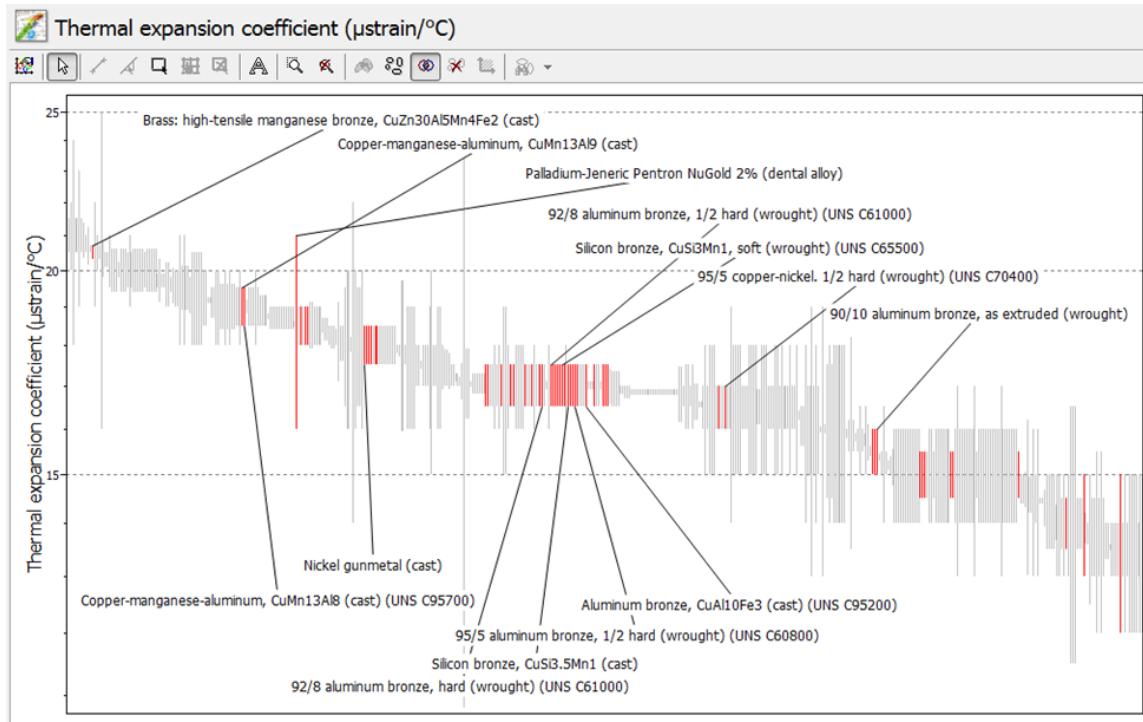 Thermal expansion coefficient (µstrain/°C)
25
Brass: high-tensile manganese bronze, CuZn30Al5Mn4Fe2 (cast)
Copper-manganese-aluminum, CuMn13Al9 (cast)
Palladium-Jeneric Pentron NuGold 2% (dental alloy)
92/8 aluminum bronze, 1/2 hard (wrought) (UNS C61000)
Silicon bronze, CuSi3Mn1, soft (wrought) (UNS C65500)
20
95/5 copper-nickel. 1/2 hard (wrought) (UNS C70400)
90/10 aluminum bronze, as extruded (wrought)
Thermal expansion coefficient (µstrain/°C)
15
Nickel gunmetal (cast)
Copper-manganese-aluminum, CuMn13Al8 (cast) (UNS C95700)
Aluminum bronze, CuAl10Fe3 (cast) (UNS C95200)
95/5 aluminum bronze, 1/2 hard (wrought) (UNS C60800)
Silicon bronze, CuSi3.5Mn1 (cast)
92/8 aluminum bronze, hard (wrought) (UNS C61000)